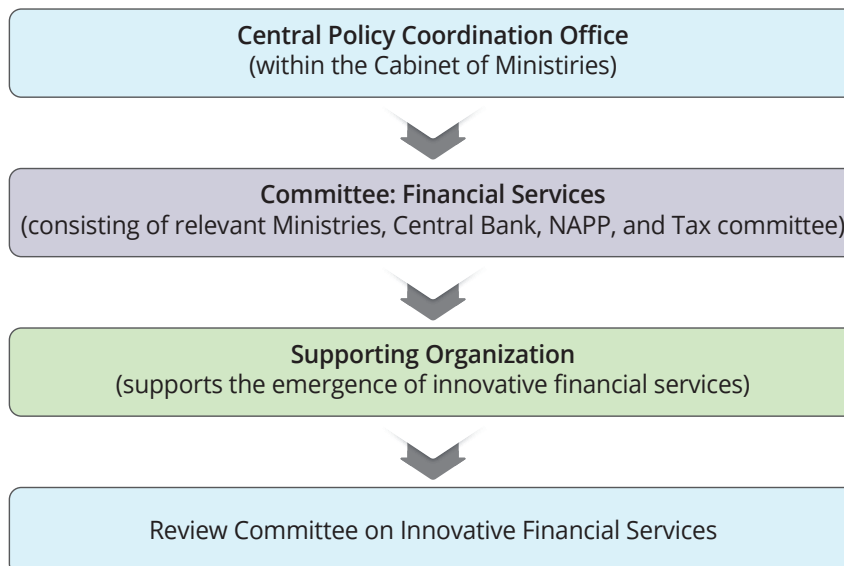 Central Policy Coordination Office
(within the Cabinet of Ministiries)
Committee: Financial Services
(consisting of relevant Ministries, Central Bank, NAPP, and Tax committee)
Supporting Organization
(supports the emergence of innovative financial services)
Review Committee on Innovative Financial Services